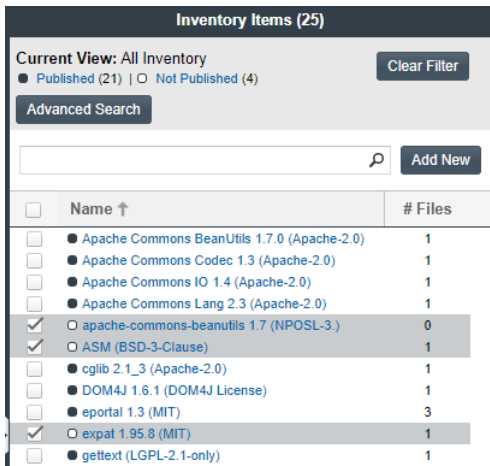 Inventory Items (25)
Current View: All Inventory
Published (21) | Not Published (4)
Clear Filter
Advanced Search
Add New
Name # Files
Apache Commons BeanUtils 1.7.0 (Apache-2.0) 1
Apache Commons Codec 1.3 (Apache-2.0) 1
Apache Commons IO 1.4 (Apache-2.0) 1
Apache Commons Lang 2.3 (Apache-2.0) 1
apache-commons-beanutils 1.7 (NPOSL-3.) 0
ASM (BSD-3-Clause) 1
cglib 2.1_3 (Apache-2.0) 1
DOM4J 1.6.1 (DOM4J License) 1
eportal 1.3 (MIT) 3
expat 1.95.8 (MIT) 1
gettext (LGPL-2.1-only) 1